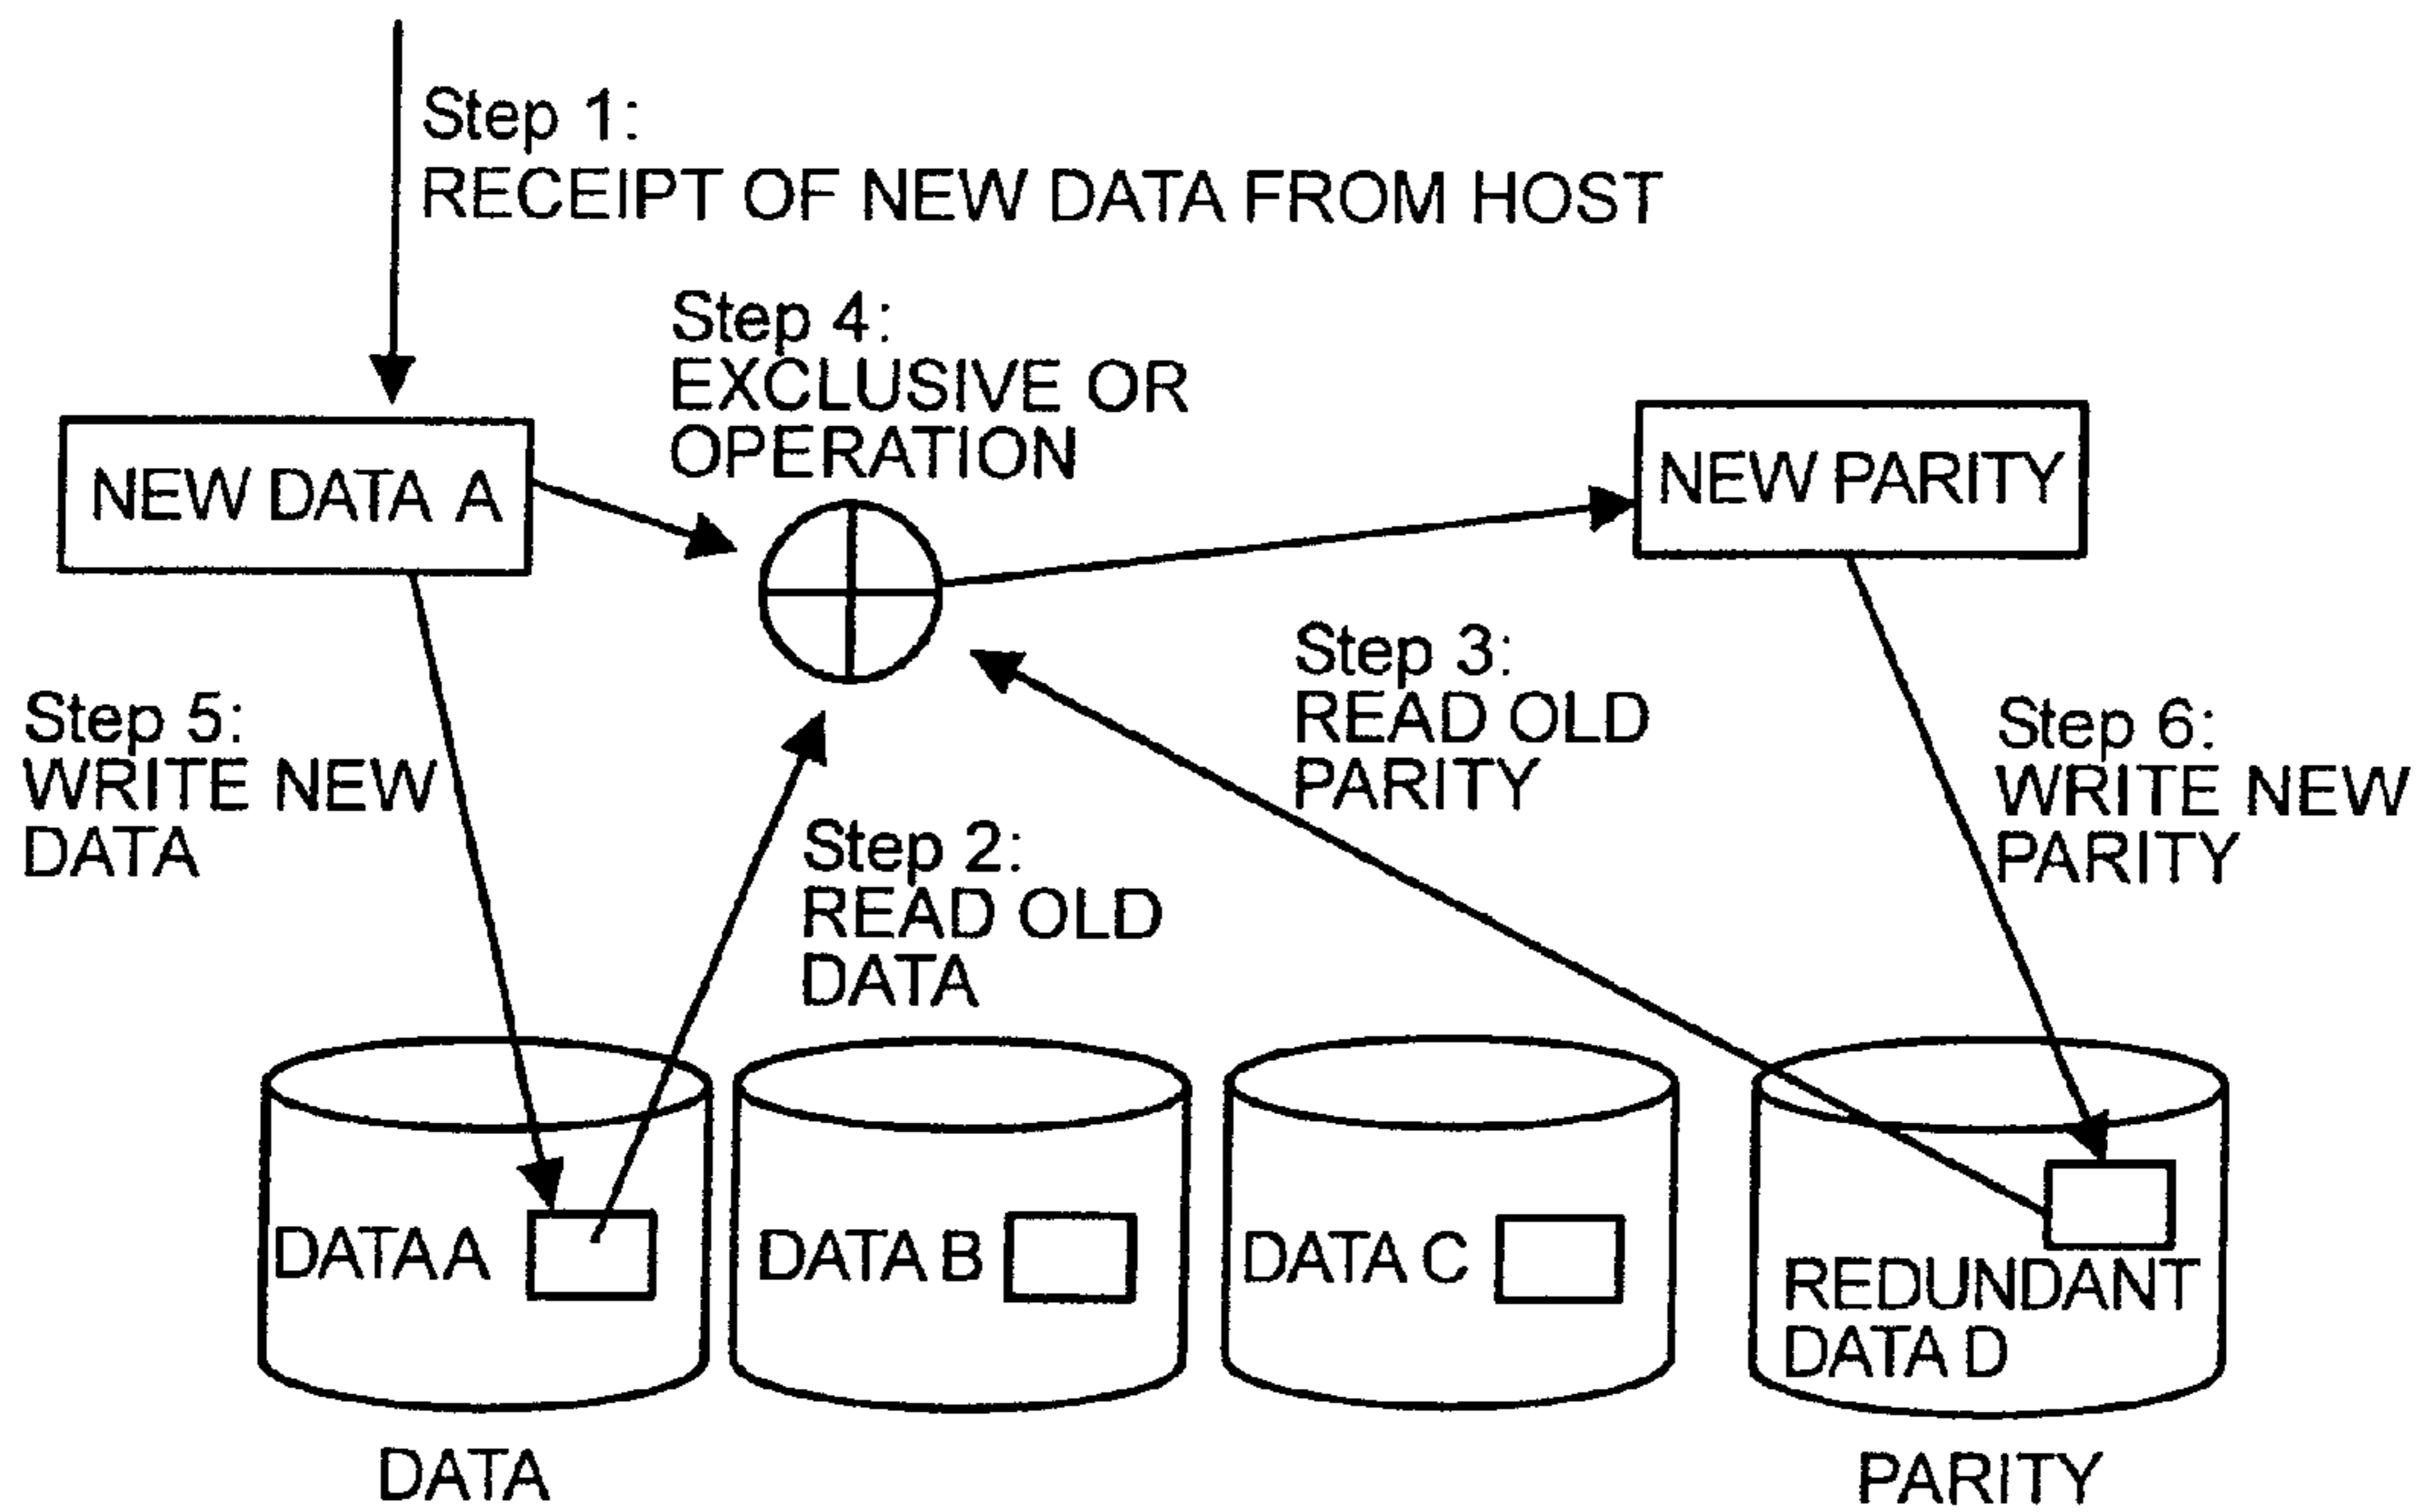 Step 1:
RECEIPT OF NEW DATA FROM HOST
Step 4:
EXCLUSIVE OR
OPERATION
NEW DATA A
NEW PARITY
Step 3:
READ OLD
PARITY
Step 5:
WRITE NEW
DATA
Step 6:
WRITE NEW
PARITY
Step 2:
READ OLD
DATA
DATA A
DATA B
DATA C
REDUNDANT
DATA D
DATA
PARITY